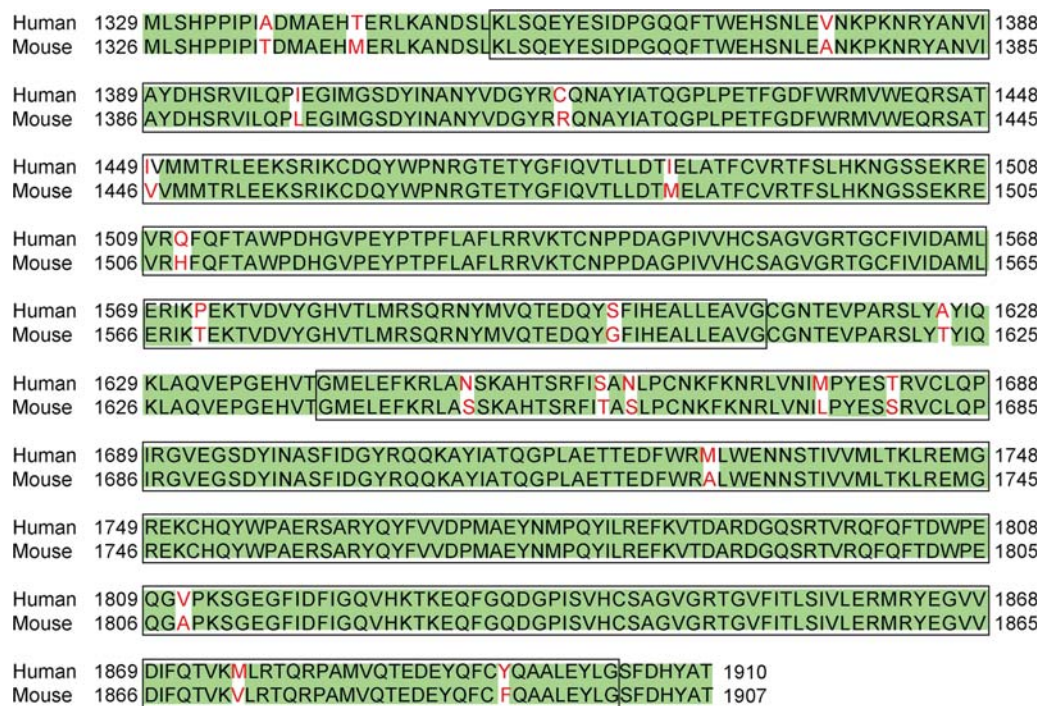 Human 1329 MLSHPPIPIADMAEHTERLKANDSLKLSQEYESIDPGQQFTWEHSNLEVNKPKNRYANVI 1388
Mouse 1326 MLSHPPIPITDMAEHMERLKANDSLKLSQEYESIDPGQQFTWEHSNLEANKPKNRYANVI 1385
Human 1389 AYDHSRVILQPIEGIMGSDYINANYVDGYRCQNAYIATQGPLPETFGDFWRMVWEQRSAT 1448
Mouse 1386 AYDHSRVILQPLEGIMGSDYINANYVDGYRRQNAYIATQGPLPETFGDFWRMVWEQRSAT 1445
Human 1449 IVMMTRLEEKSRIKCDQYWPNRGTETYGFIQVTLLDTIELATFCVRTFSLHKNGSSEKRE 1508
Mouse 1446 VVMMTRLEEKSRIKCDQYWPNRGTETYGFIQVTLLDTMELATFCVRTFSLHKNGSSEKRE 1505
Human 1509 VRQFQFTAWPDHGVPEYPTPFLAFLRRVKTCNPPDAGPIVVHCSAGVGRTGCFIVIDAML 1568
Mouse 1506 VRHFQFTAWPDHGVPEYPTPFLAFLRRVKTCNPPDAGPIVVHCSAGVGRTGCFIVIDAML 1565
Human 1569 ERIKPEKTVDVYGHVTLMRSQRNYMVQTEDQYSFIHEALLEAVGCGNTEVPARSLYAYIQ 1628
Mouse 1566 ERIKTEKTVDVYGHVTLMRSQRNYMVQTEDQYGFIHEALLEAVGCGNTEVPARSLYTYIQ 1625
Human 1629 KLAQVEPGEHVTGMELEFKRLANSKAHTSRFISANLPCNKFKNRLVNIMPYESTRVCLQP 1688
Mouse 1626 KLAQVEPGEHVTGMELEFKRLASSKAHTSRFITASLPCNKFKNRLVNILPYESSRVCLQP 1685
Human 1689 IRGVEGSDYINASFIDGYRQQKAYIATQGPLAETTEDFWRMLWENNSTIVVMLTKLREMG 1748
Mouse 1686 IRGVEGSDYINASFIDGYRQQKAYIATQGPLAETTEDFWRALWENNSTIVVMLTKLREMG 1745
Human 1749 REKCHQYWPAERSARYQYFVVDPMAEYNMPQYILREFKVTDARDGQSRTVRQFQFTDWPE 1808
Mouse 1746 REKCHQYWPAERSARYQYFVVDPMAEYNMPQYILREFKVTDARDGQSRTVRQFQFTDWPE 1805
Human 1809 QGVPKSGEGFIDFIGQVHKTKEQFGQDGPISVHCSAGVGRTGVFITLSIVLERMRYEGVV 1868
Mouse 1806 QGAPKSGEGFIDFIGQVHKTKEQFGQDGPISVHCSAGVGRTGVFITLSIVLERMRYEGVV 1865
Human 1869 DIFQTVKMLRTQRPAMVQTEDEYQFCYQAALEYLGSFDHYAT 1910
Mouse 1866 DIFQTVKVLRTQRPAMVQTEDEYQFCFQAALEYLGSFDHYAT 1907